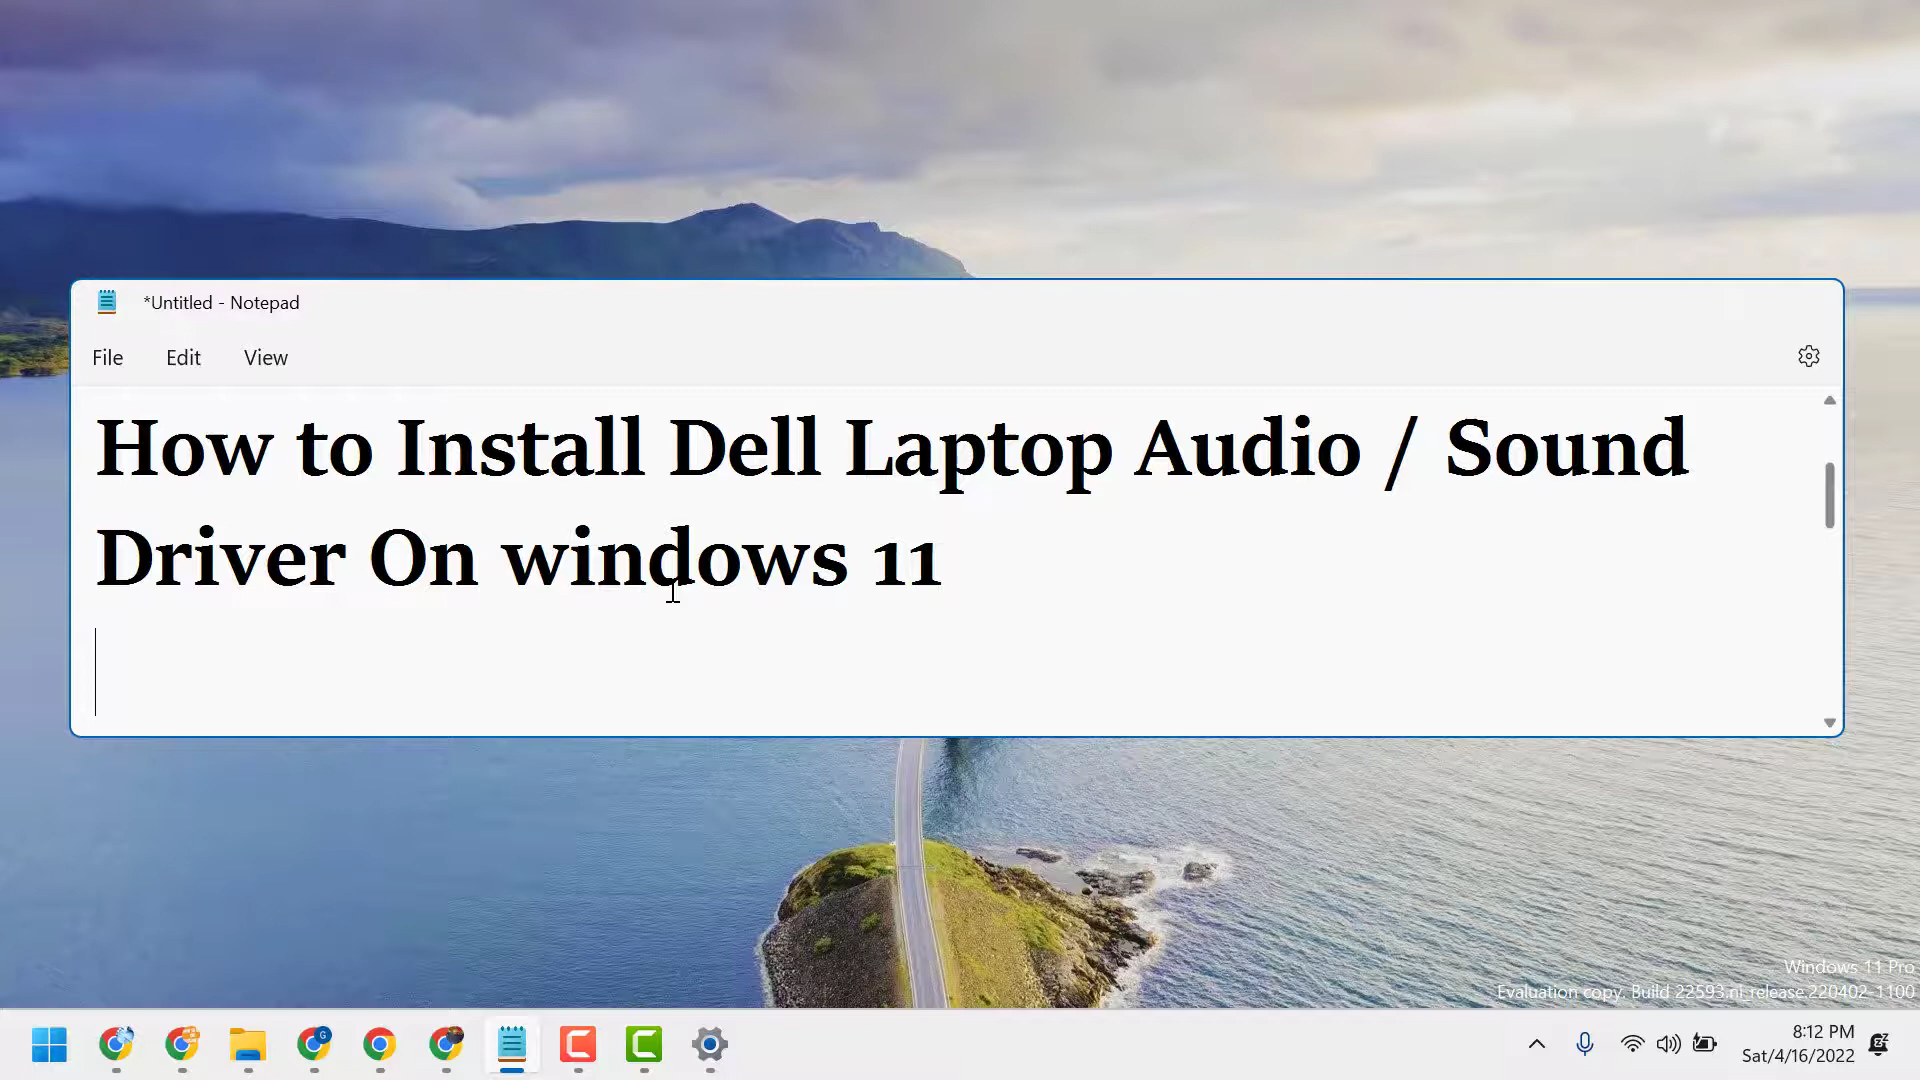 *Untitled - Notepad
File Edit View
How to Install Dell Laptop Audio / Sound
Driver On windows 11
Windows 11 Pro
Evaluation copy. Build 22593.ni_release.220402-1100
G
8:12 PM
Sat/4/16/2022